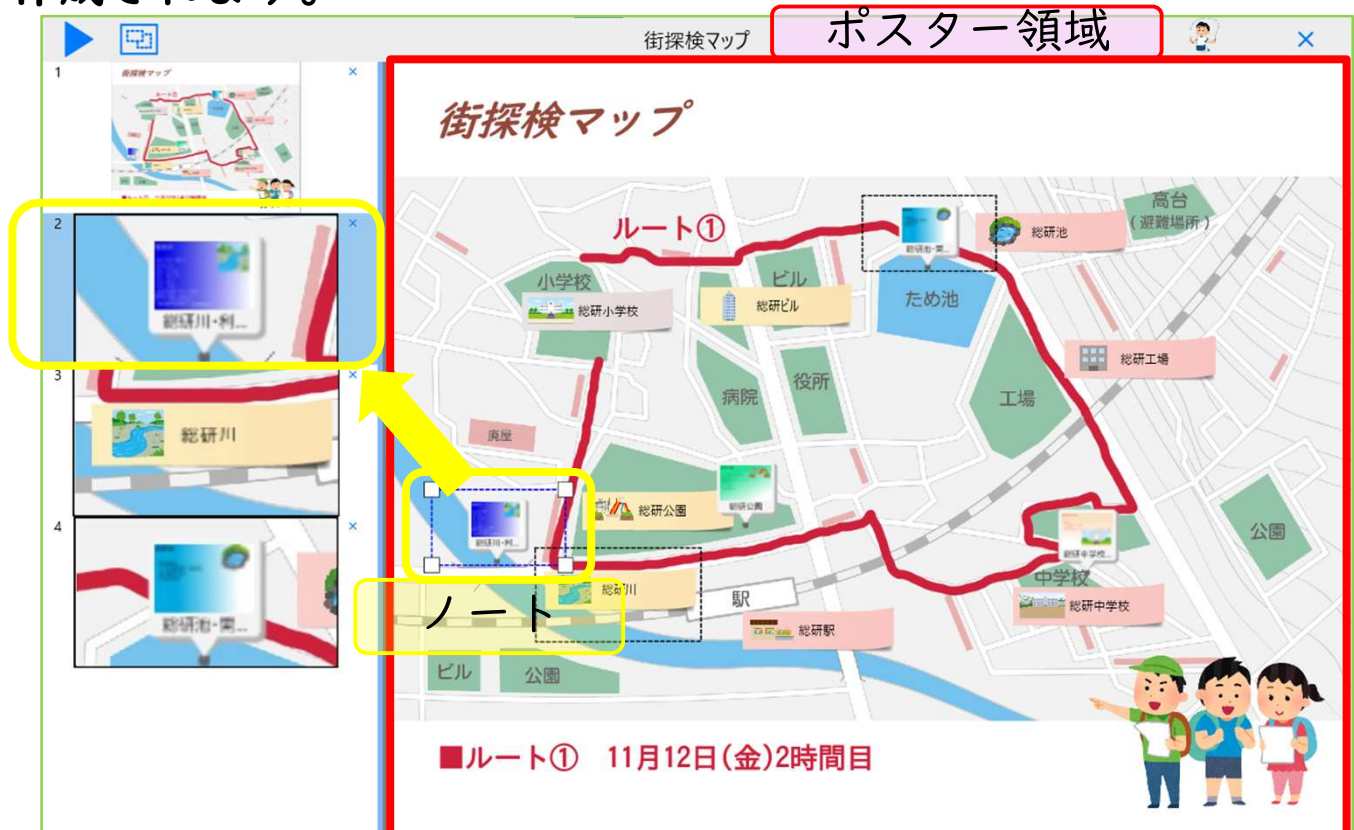 作成されます。
街探検マップ
ポスター領域
×
1
街探検マップ
ルート①
×
2
総研川・利...
×
3
総研川
×
4
総研池・関...
×
街探検マップ
ルート①
高台
(避難場所)
総研池・関...
総研池
小学校
総研小学校
ビル
総研ビル
ため池
総研工場
病院
役所
工場
廃屋
総研公園
総研公園
公園
総研川・利...
総研中学校...
中学校
総研川
駅
総研中学校
総研駅
ノート
ビル
公園
■ルート① 11月12日(金)2時間目